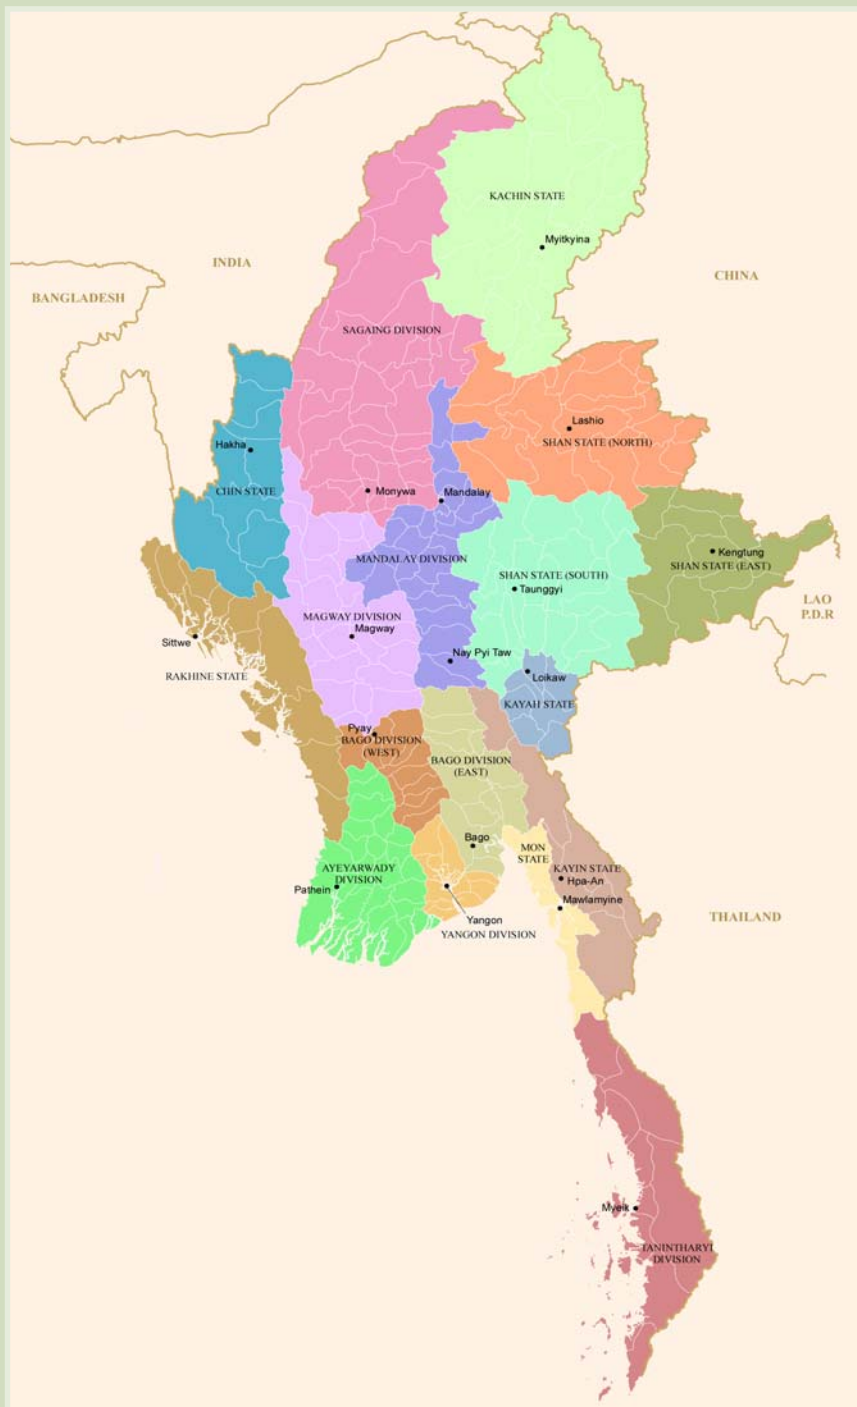 KACHIN STATE
Myitkyina
INDIA
CHINA
BANGLADESH
SAGAING DIVISION
Lashio
SHAN STATE (NORTH)
Hakha
CHIN STATE
Monywa
Mandalay
MANDALAY DIVISION
Kengtung
SHAN STATE (EAST)
SHAN STATE (SOUTH)
Taunggyi
LAO
P.D.R
MAGWAY DIVISION
Magway
Sittwe
RAKHINE STATE
Nay Pyi Taw
Loikaw
KAYAH STATE
Pyay
BAGO DIVISION
(WEST)
BAGO DIVISION
(EAST)
Bago
MON
STATE
KAYIN STATE
Hpa-An
AYEYARWADY
DIVISION
Pathein
Mawlamyine
Yangon
YANGON DIVISION
THAILAND
Myeik
TANINTHARYI
DIVISION